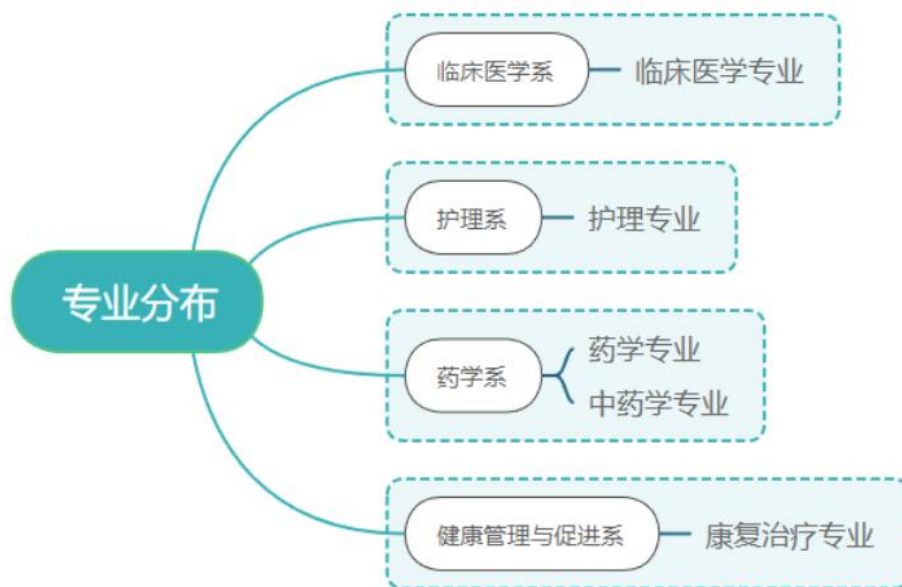 临床医学系
临床医学专业
护理系
护理专业
专业分布
药学系
药学专业
中药学专业
健康管理与促进系
康复治疗专业